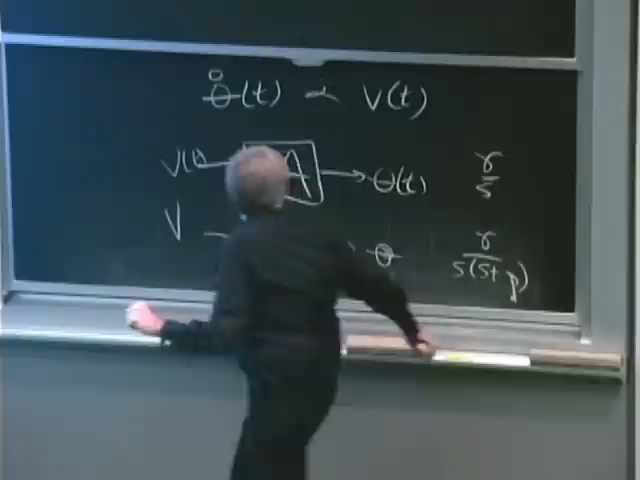 θ̇(t) ∝ V(t)
V(t) → θ(t) γ/s
V → θ γ/(s(s+p))